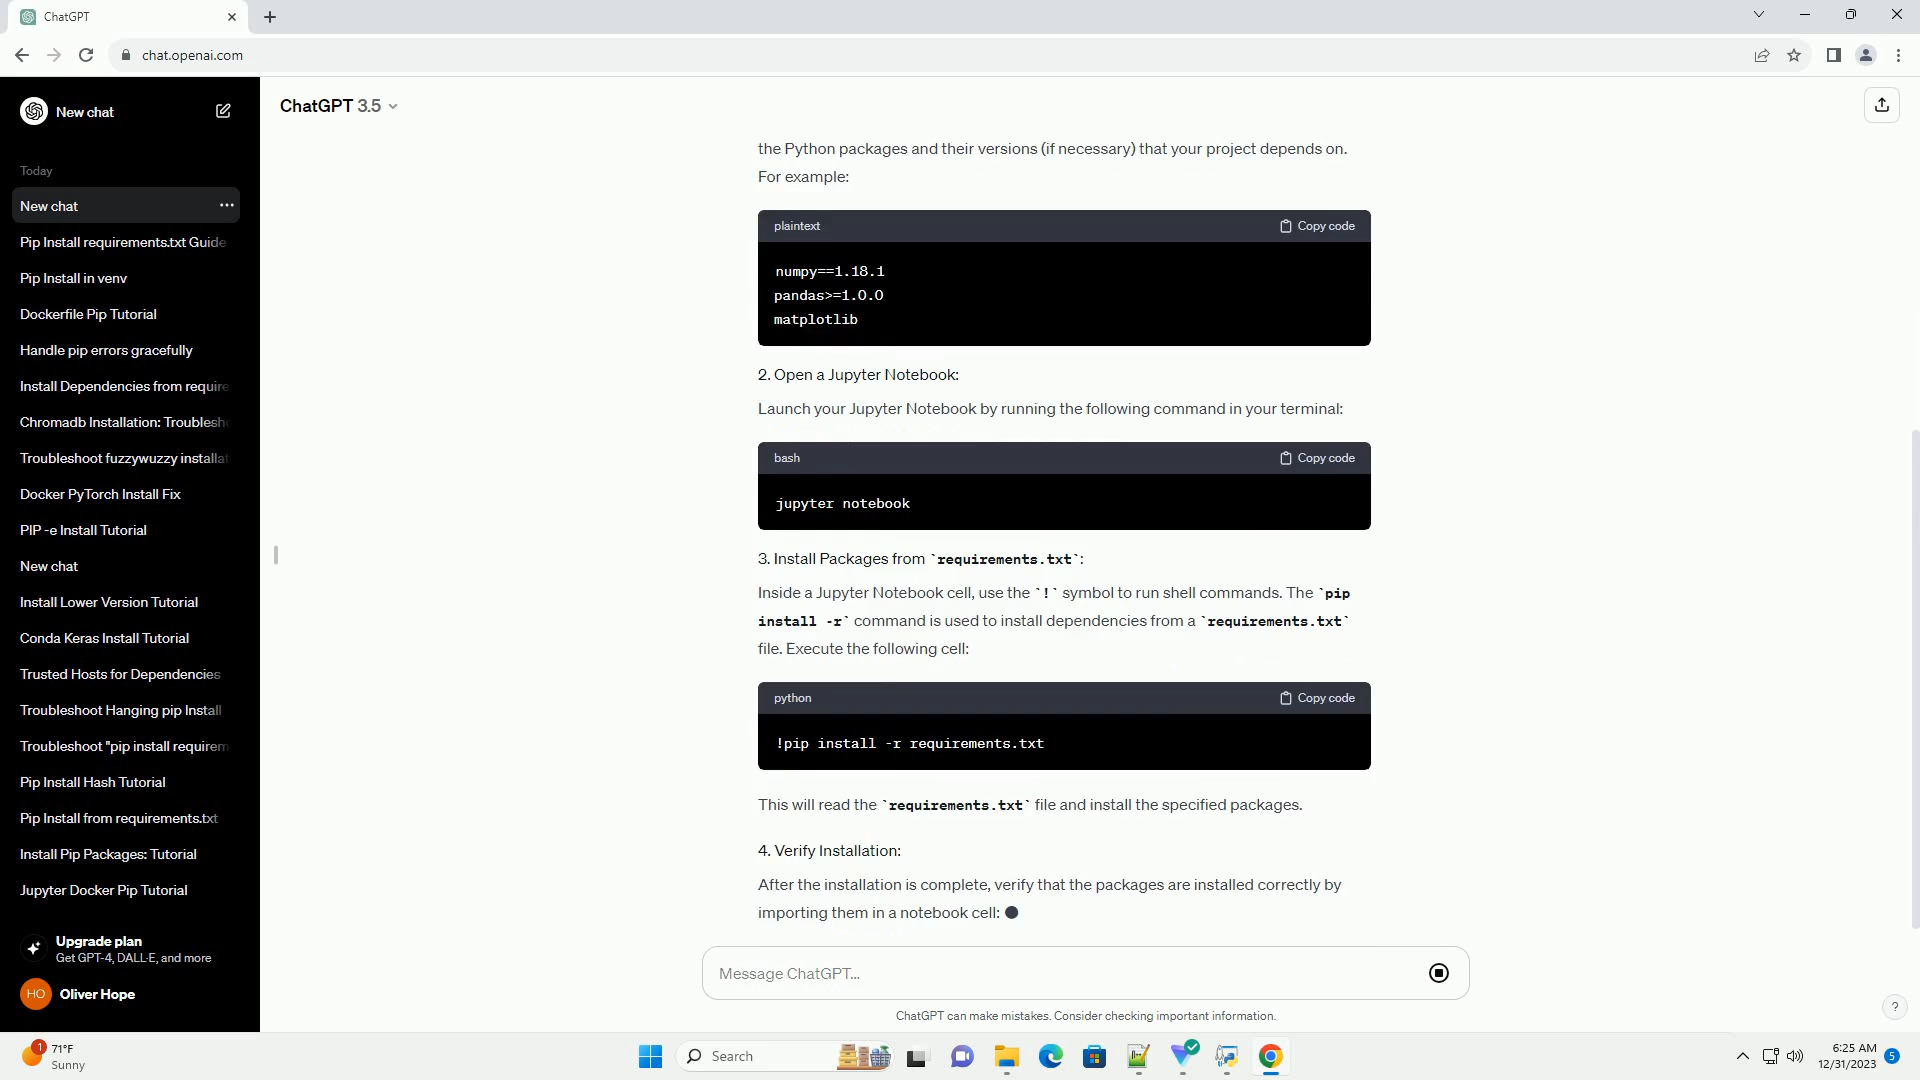 ChatGPT
chat.openai.com
New chat
Today
New chat
Pip Install requirements.txt Guide
Pip Install in venv
Dockerfile Pip Tutorial
Handle pip errors gracefully
Install Dependencies from require
Chromadb Installation: Troublesh
Troubleshoot fuzzywuzzy installat
Docker PyTorch Install Fix
PIP -e Install Tutorial
New chat
Install Lower Version Tutorial
Conda Keras Install Tutorial
Trusted Hosts for Dependencies
Troubleshoot Hanging pip Install
Troubleshoot "pip install requirem
Pip Install Hash Tutorial
Pip Install from requirements.txt
Install Pip Packages: Tutorial
Jupyter Docker Pip Tutorial
Upgrade plan
Get GPT-4, DALL·E, and more
HO Oliver Hope
ChatGPT 3.5
the Python packages and their versions (if necessary) that your project depends on.
For example:
plaintext Copy code
numpy==1.18.1
pandas>=1.0.0
matplotlib
2. Open a Jupyter Notebook:
Launch your Jupyter Notebook by running the following command in your terminal:
bash Copy code
jupyter notebook
3. Install Packages from `requirements.txt`:
Inside a Jupyter Notebook cell, use the `!` symbol to run shell commands. The `pip
install -r` command is used to install dependencies from a `requirements.txt`
file. Execute the following cell:
python Copy code
!pip install -r requirements.txt
This will read the `requirements.txt` file and install the specified packages.
4. Verify Installation:
After the installation is complete, verify that the packages are installed correctly by
importing them in a notebook cell:
Message ChatGPT...
ChatGPT can make mistakes. Consider checking important information.
?
1
71°F
Sunny
Search
6:25 AM
12/31/2023
5